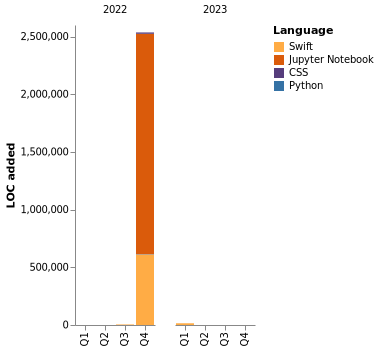 2022 2023
Language
Swift
Jupyter Notebook
CSS
Python
LOC added
2,500,000
2,000,000
1,500,000
1,000,000
500,000
0
Q1 Q2 Q3 Q4 Q1 Q2 Q3 Q4